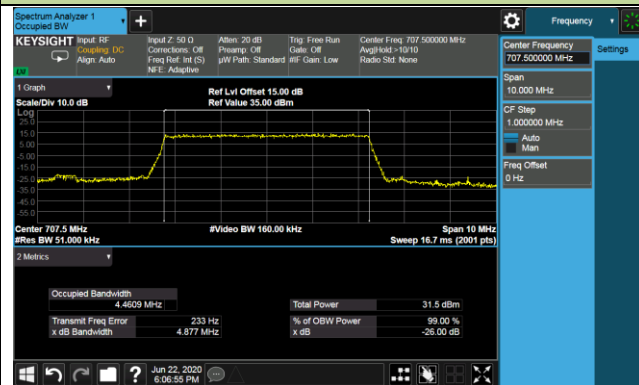 Spectrum Analyzer 1
Occupied BW
Frequency
KEYSIGHT
Input: RF
Coupling: DC
Align: Auto
Input Z: 50 Ω
Corrections: Off
Freq Ref: Int (S)
NFE: Adaptive
Atten: 20 dB
Preamp: Off
µW Path: Standard
Trig: Free Run
Gate: Off
#IF Gain: Low
Center Freq: 707.500000 MHz
Avg|Hold:>10/10
Radio Std: None
Center Frequency
707.500000 MHz
Settings
Span
10.000 MHz
CF Step
1.000000 MHz
Auto
Man
Freq Offset
0 Hz
1 Graph
Scale/Div 10.0 dB
Ref Lvl Offset 15.00 dB
Ref Value 35.00 dBm
Log
25.0
15.0
5.00
-5.00
-15.0
-25.0
-35.0
-45.0
-55.0
Center 707.5 MHz
#Res BW 51.000 kHz
#Video BW 160.00 kHz
Span 10 MHz
Sweep 16.7 ms (2001 pts)
2 Metrics
Occupied Bandwidth
4.4609 MHz
Total Power 31.5 dBm
Transmit Freq Error 233 Hz
% of OBW Power 99.00 %
x dB Bandwidth 4.877 MHz
x dB -26.00 dB
?
Jun 22, 2020
6:06:55 PM